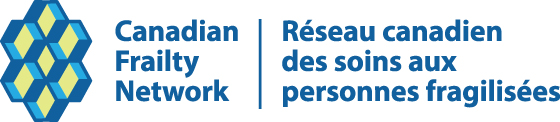 Canadian
Frailty
Network
Réseau canadien
des soins aux
personnes fragilisées